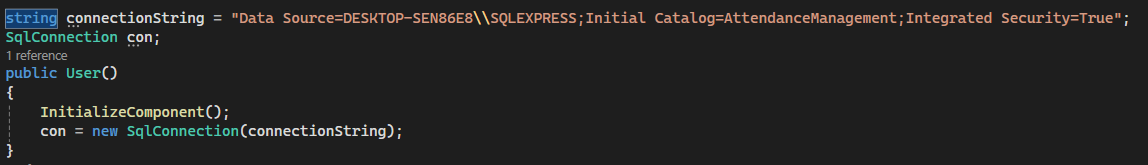 string connectionString = "Data Source=DESKTOP-SEN86E8\\SQLEXPRESS;Initial Catalog=AttendanceManagement;Integrated Security=True";
SqlConnection con;
1 reference
public User()
{
InitializeComponent();
con = new SqlConnection(connectionString);
}